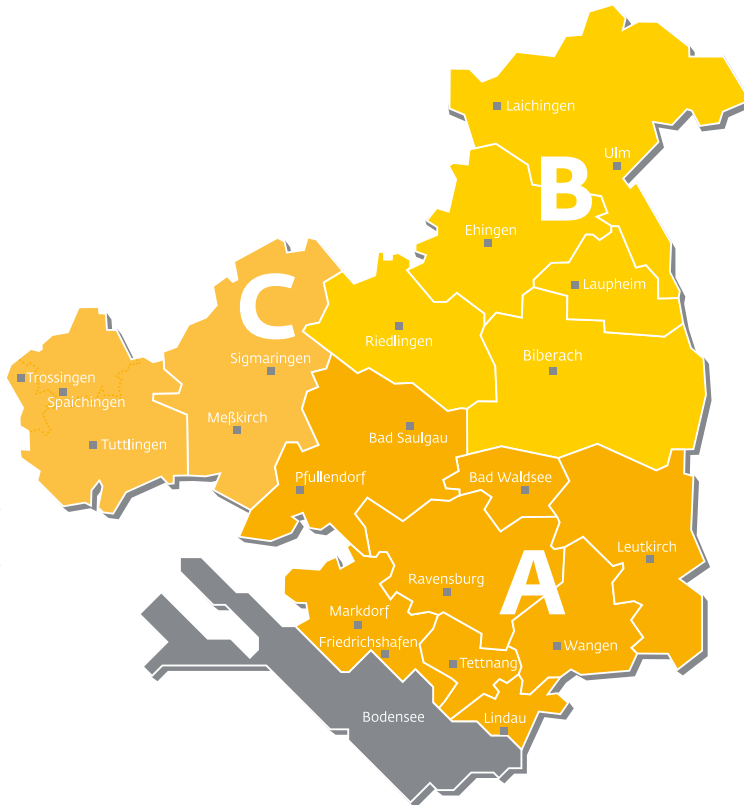 Laichingen
Ulm
B
Ehingen
Laupheim
C
Riedlingen
Sigmaringen
Biberach
Trossingen
Spaichingen
Meßkirch
Tuttlingen
Bad Saulgau
Pfullendorf
Bad Waldsee
Leutkirch
Ravensburg
A
Markdorf
Friedrichshafen
Wangen
Tettnang
Bodensee
Lindau